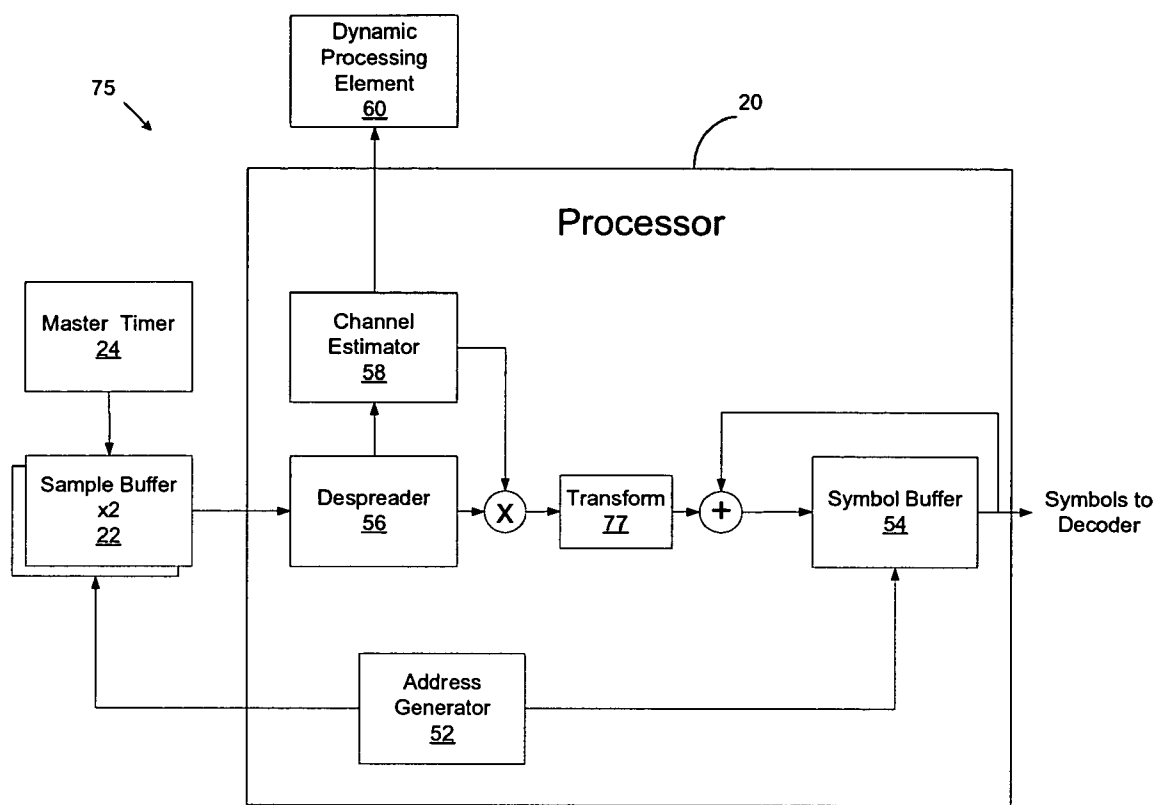 Dynamic
Processing
Element
60
75
20
Processor
Master Timer
24
Channel
Estimator
58
Sample Buffer
x2
22
Despreader
56
X
Transform
77
+
Symbol Buffer
54
Symbols to
Decoder
Address
Generator
52